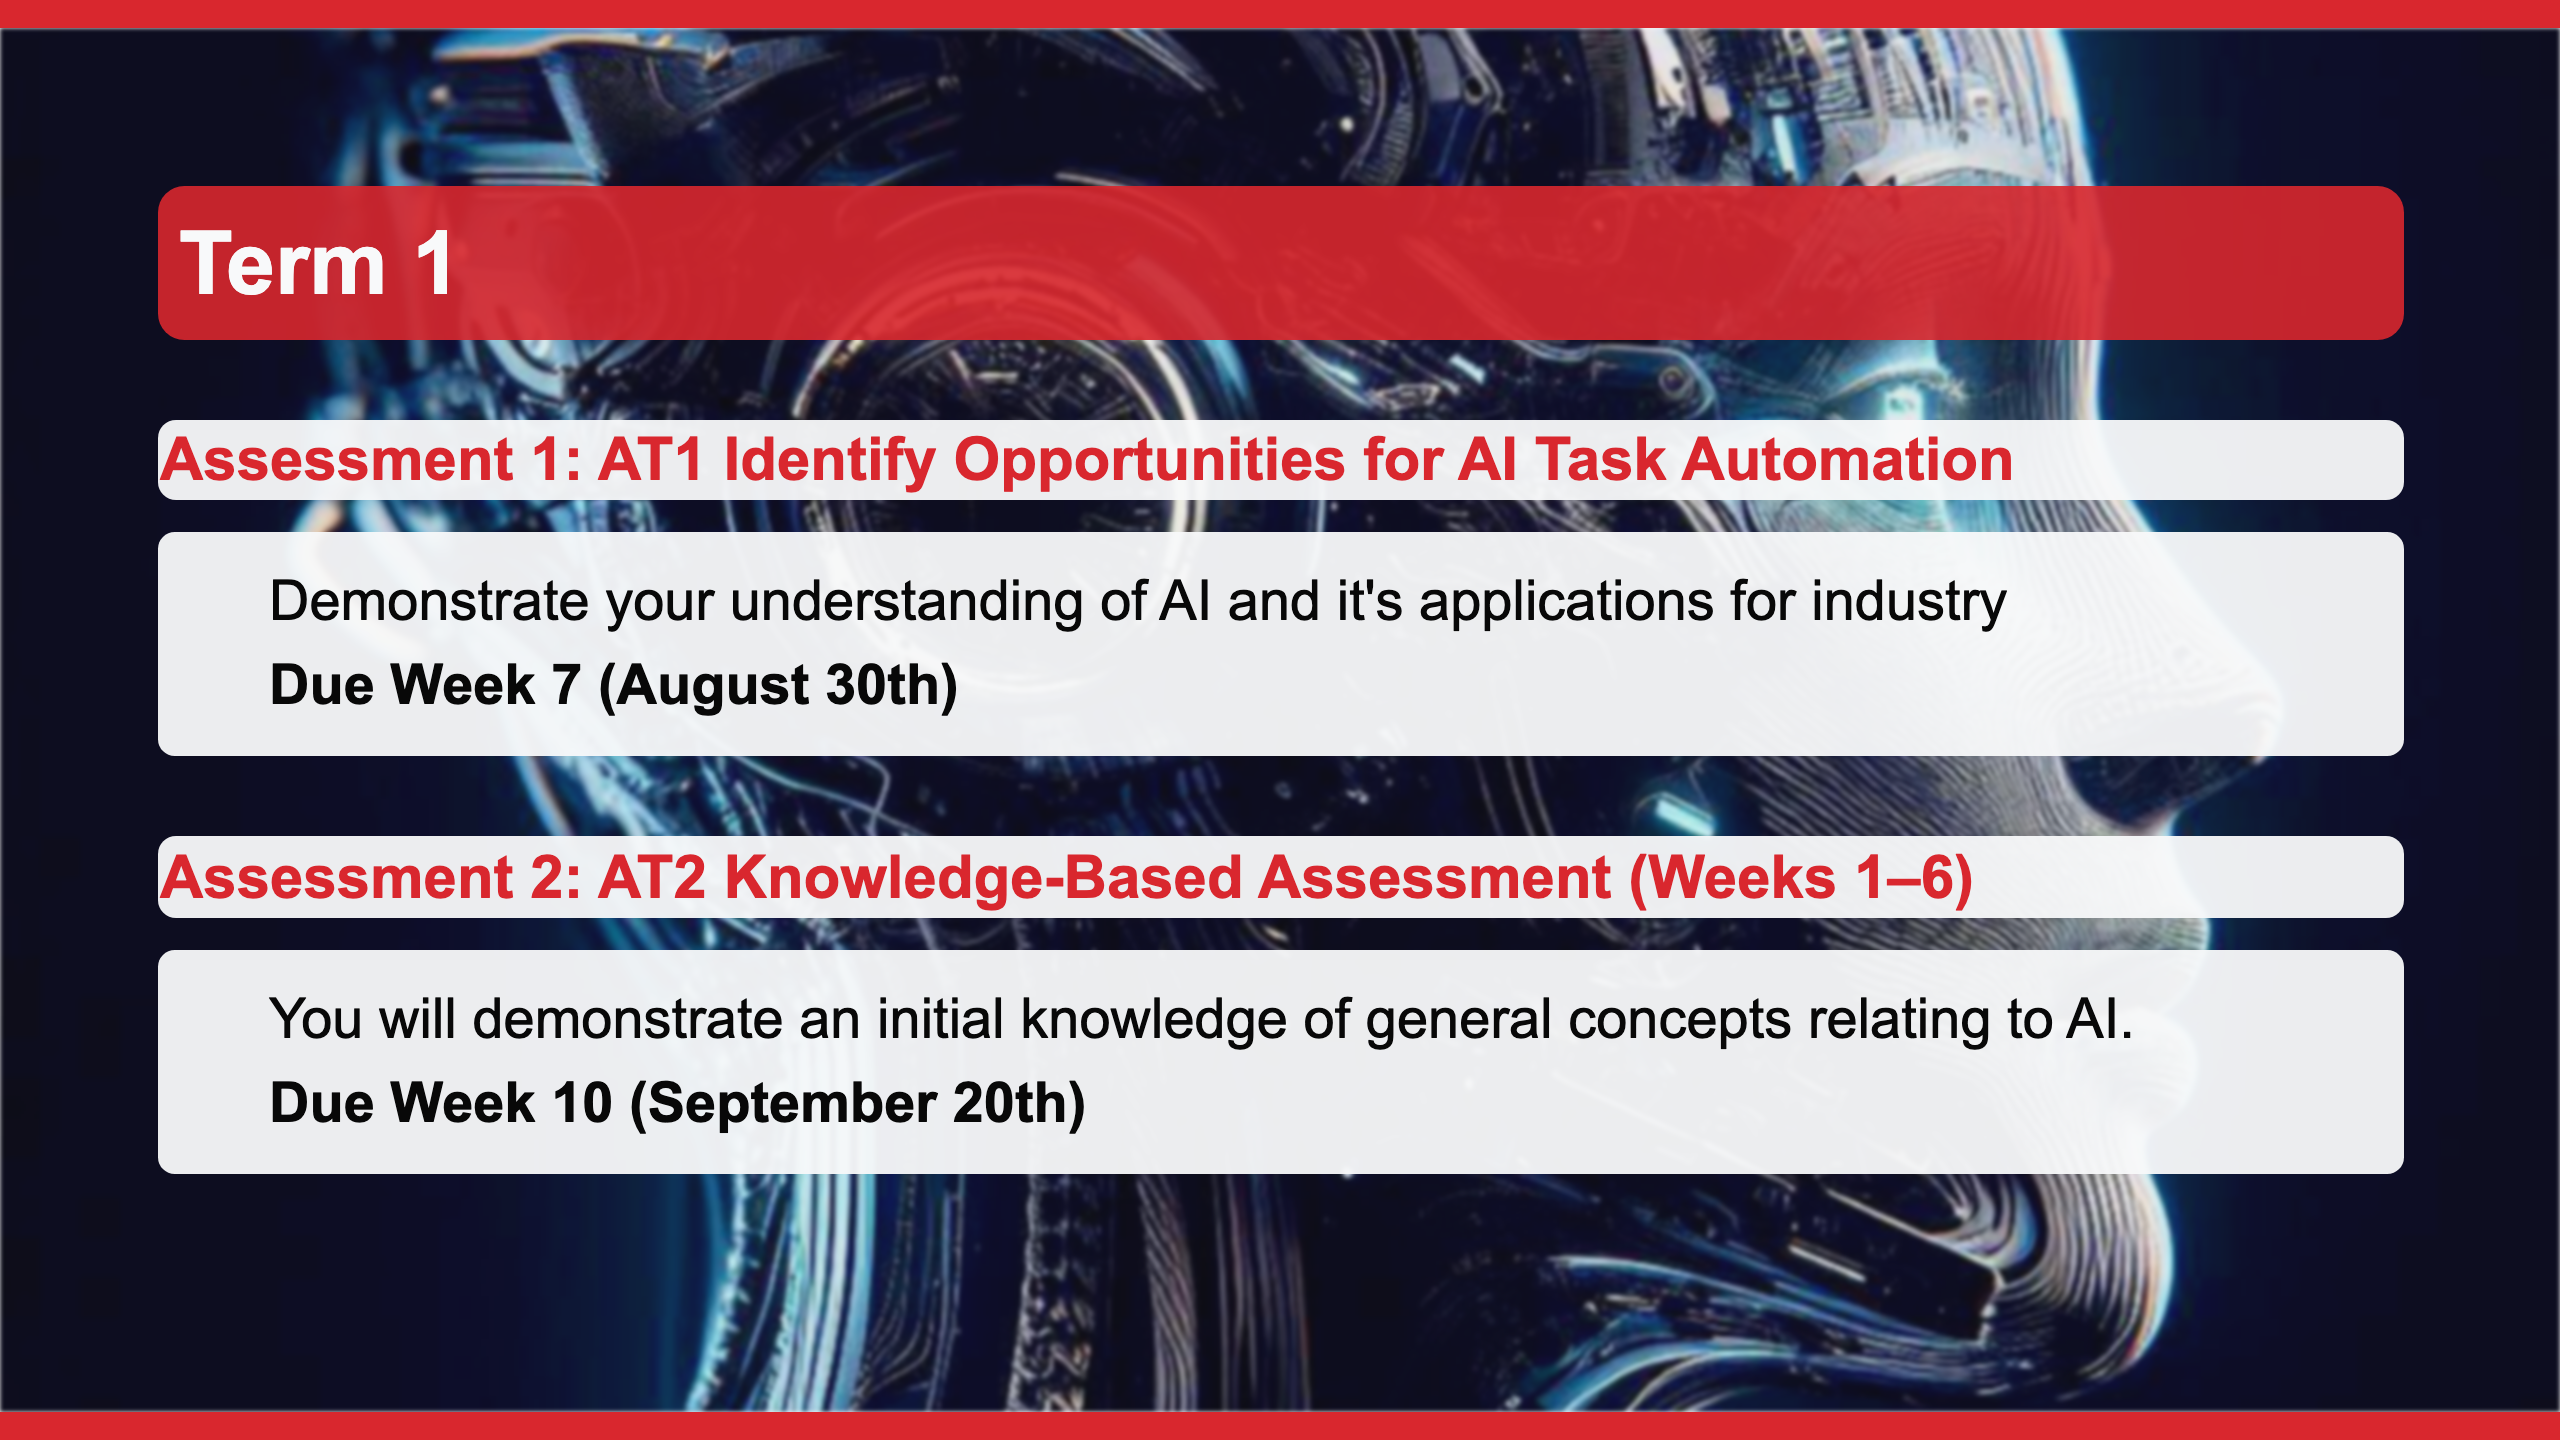 Term 1
Assessment 1: AT1 Identify Opportunities for AI Task Automation
Demonstrate your understanding of AI and it's applications for industry
Due Week 7 (August 30th)
Assessment 2: AT2 Knowledge-Based Assessment (Weeks 1–6)
You will demonstrate an initial knowledge of general concepts relating to AI.
Due Week 10 (September 20th)